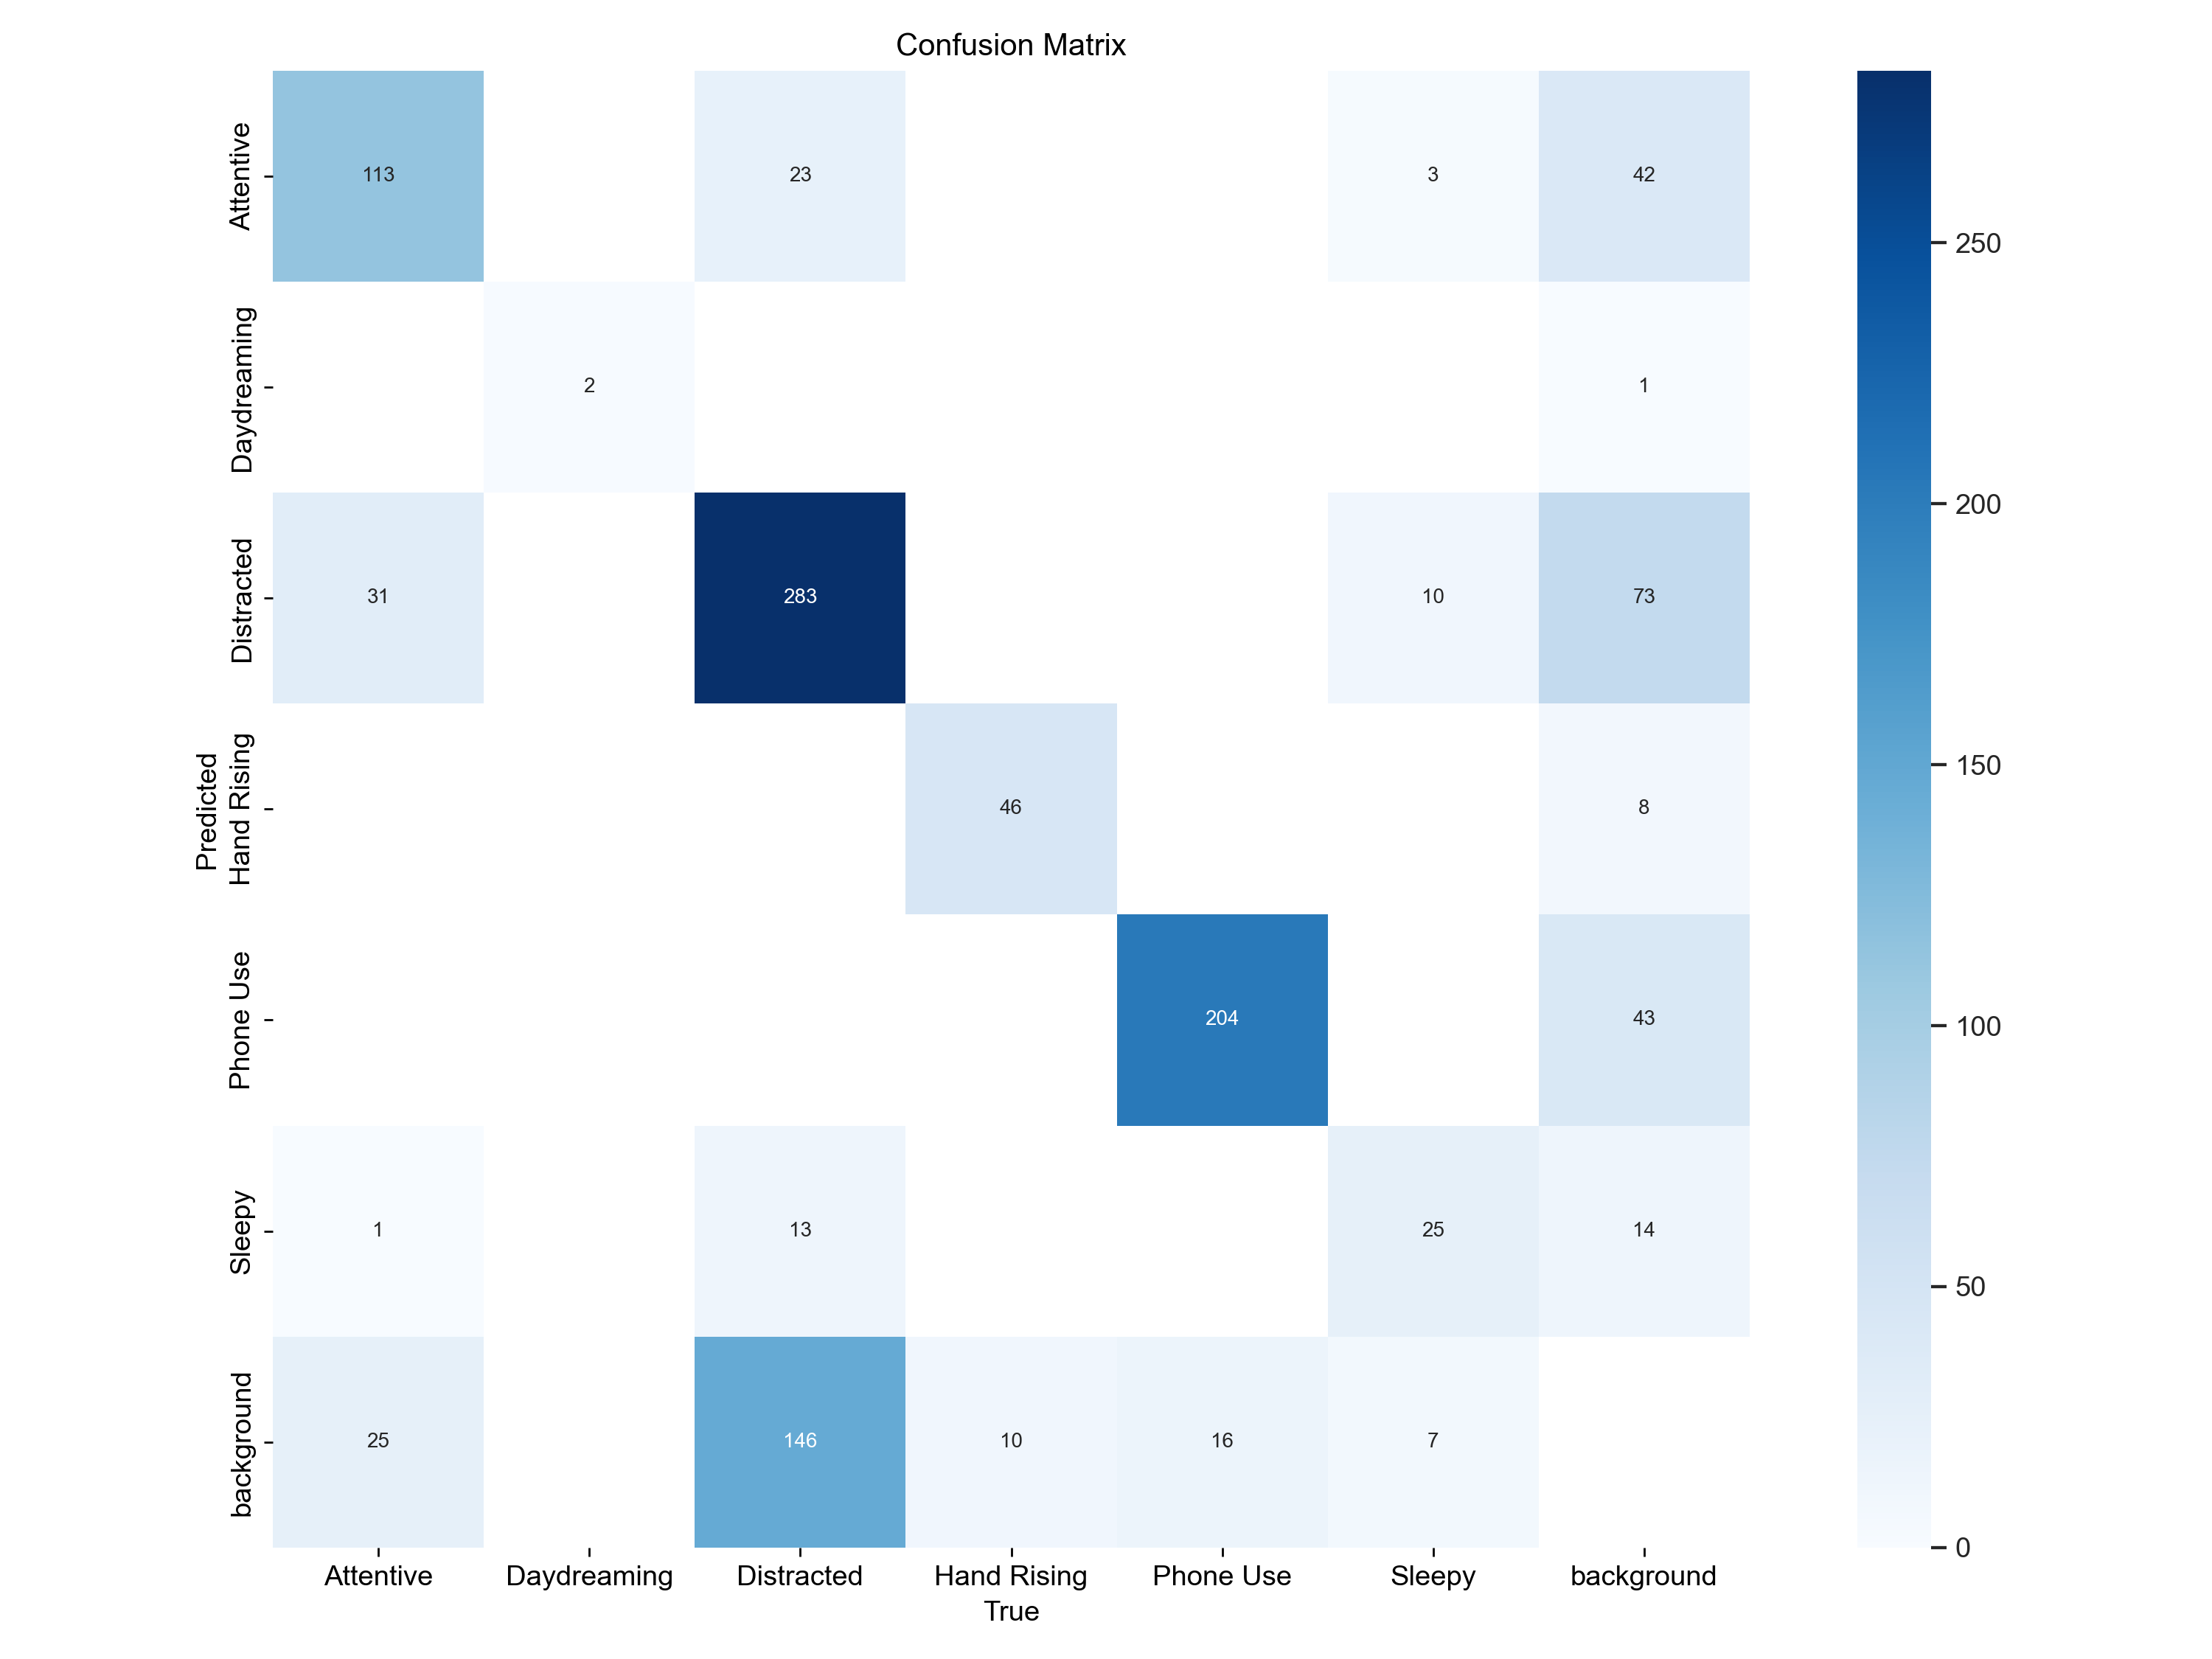 Confusion Matrix
Attentive 113 23 3 42
250
Daydreaming 2 1
200
Distracted 31 283 10 73
150
Predicted
Hand Rising 46 8
Phone Use 204 43
100
Sleepy 1 13 25 14
50
background 25 146 10 16 7
0
Attentive Daydreaming Distracted Hand Rising Phone Use Sleepy background
True